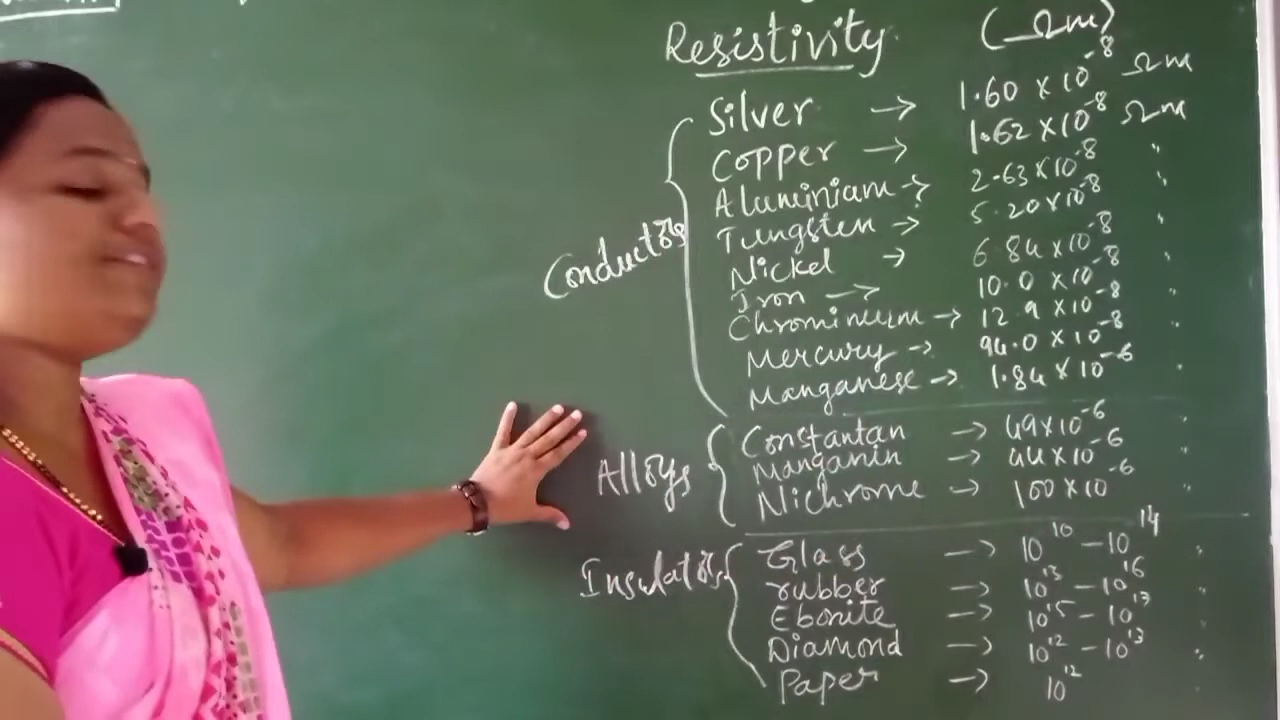 Resistivity (Ωm)
Silver → 1.60 × 10⁻⁸ Ωm
Copper → 1.62 × 10⁻⁸ Ωm
Aluminium → 2.63 × 10⁻⁸ "
Tungsten → 5.20 × 10⁻⁸ "
Nickel → 6.84 × 10⁻⁸ "
Iron → 10.0 × 10⁻⁸ "
Conductors
Chrominum → 12.9 × 10⁻⁸ "
Mercury → 94.0 × 10⁻⁸ "
Manganese → 1.84 × 10⁻⁶ "
Constantan → 49 × 10⁻⁶ "
Alloys
Manganin → 44 × 10⁻⁶
Nichrome → 100 × 10⁻⁶ "
Glass → 10¹⁰ – 10¹⁴ "
Insulators
rubber → 10¹³ – 10¹⁶ "
Ebonite → 10¹⁵ – 10¹⁷
Diamond → 10¹² – 10¹³ "
Paper → 10¹² "